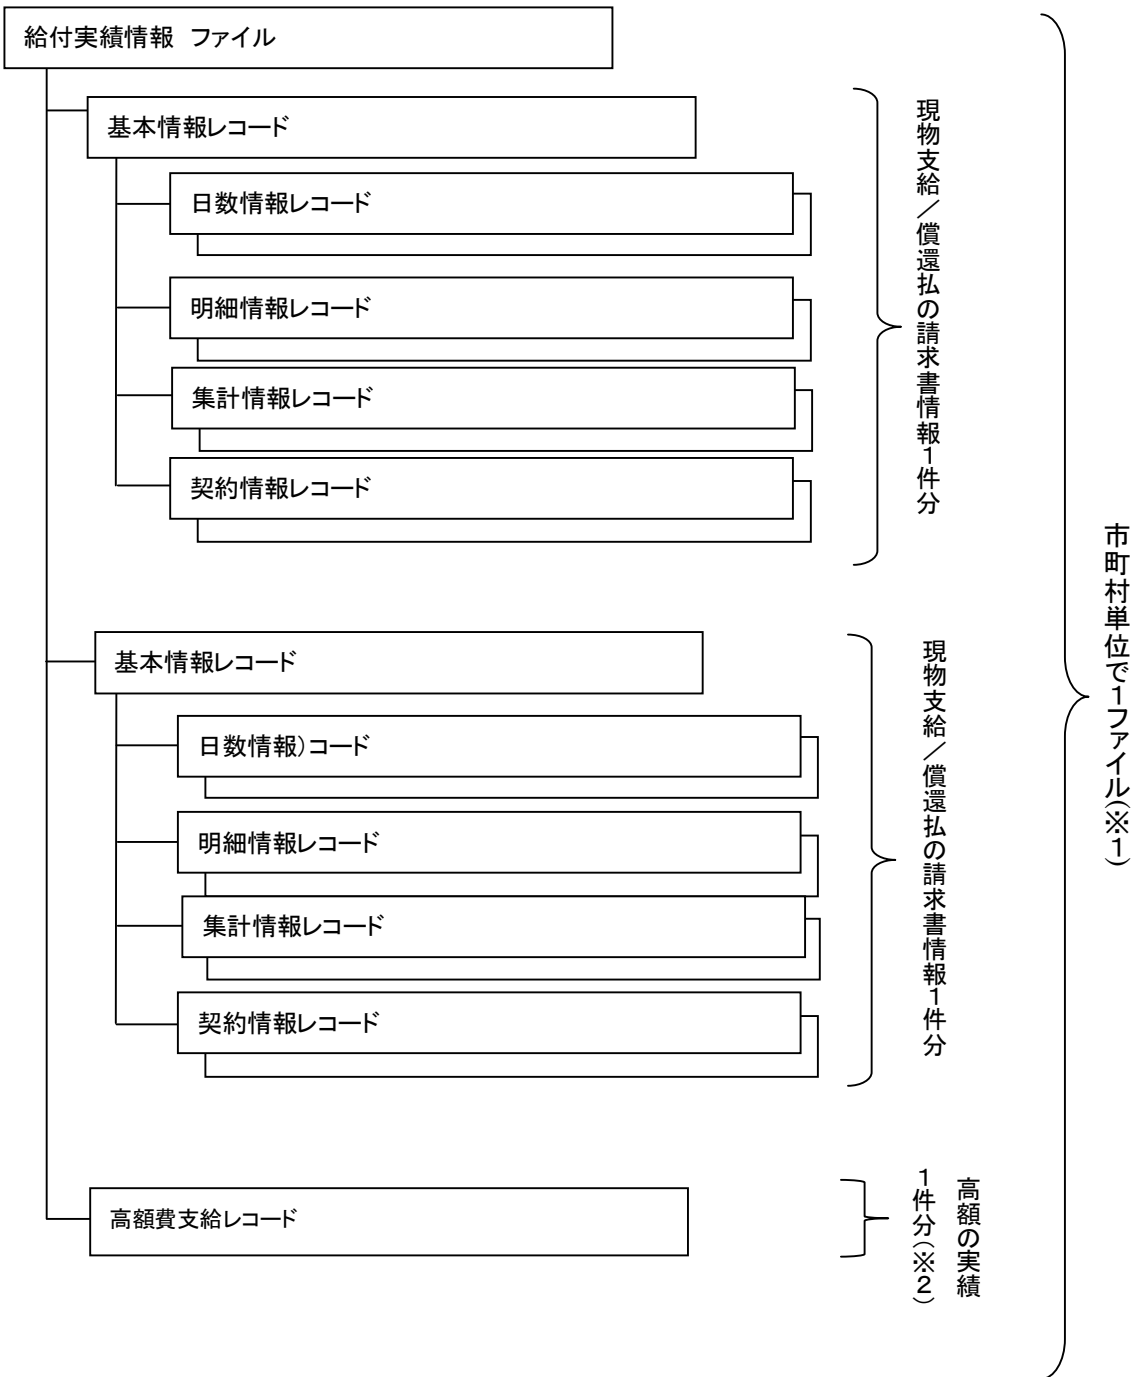 給付実績情報　ファイル
基本情報レコード
日数情報レコード
明細情報レコード
集計情報レコード
契約情報レコード
現物支給／償還払の請求書情報１件分
基本情報レコード
日数情報）コード
明細情報レコード
集計情報レコード
契約情報レコード
現物支給／償還払の請求書情報１件分
高額費支給レコード
高額の実績
１件分（※２）
市町村単位で１ファイル（※１）